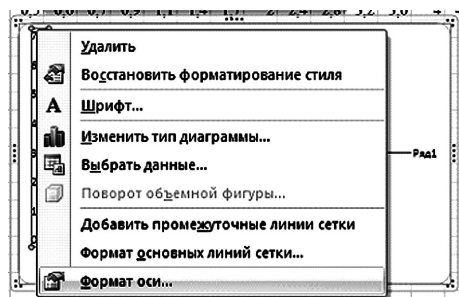 Удалить
Восстановить форматирование стиля
Шрифт...
Изменить тип диаграммы...
Выбрать данные...
Поворот объемной фигуры...
Добавить промежуточные линии сетки
Формат основных линий сетки...
Формат оси...
Ряд1